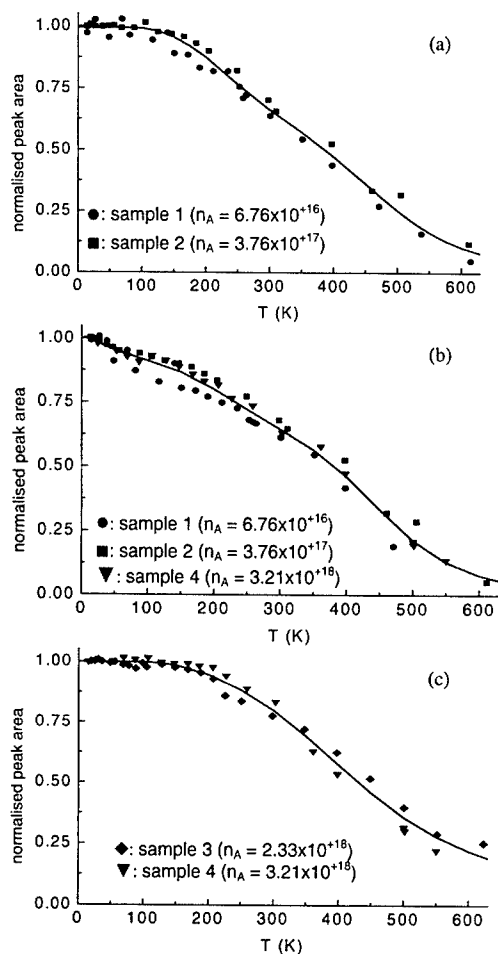 (a)
normalised peak area
1.00
0.75
0.50
0.25
0.00
●: sample 1 (n_A = 6.76x10^{+16})
■: sample 2 (n_A = 3.76x10^{+17})
0 100 200 300 400 500 600
T (K)
(b)
normalised peak area
1.00
0.75
0.50
0.25
0.00
●: sample 1 (n_A = 6.76x10^{+16})
■: sample 2 (n_A = 3.76x10^{+17})
▼: sample 4 (n_A = 3.21x10^{+18})
0 100 200 300 400 500 600
T (K)
(c)
normalised peak area
1.00
0.75
0.50
0.25
0.00
◆: sample 3 (n_A = 2.33x10^{+18})
▼: sample 4 (n_A = 3.21x10^{+18})
0 100 200 300 400 500 600
T (K)